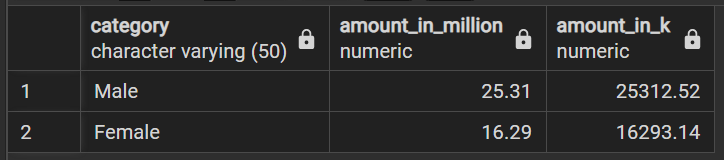 category amount_in_million amount_in_k
character varying (50) numeric numeric
1 Male 25.31 25312.52
2 Female 16.29 16293.14